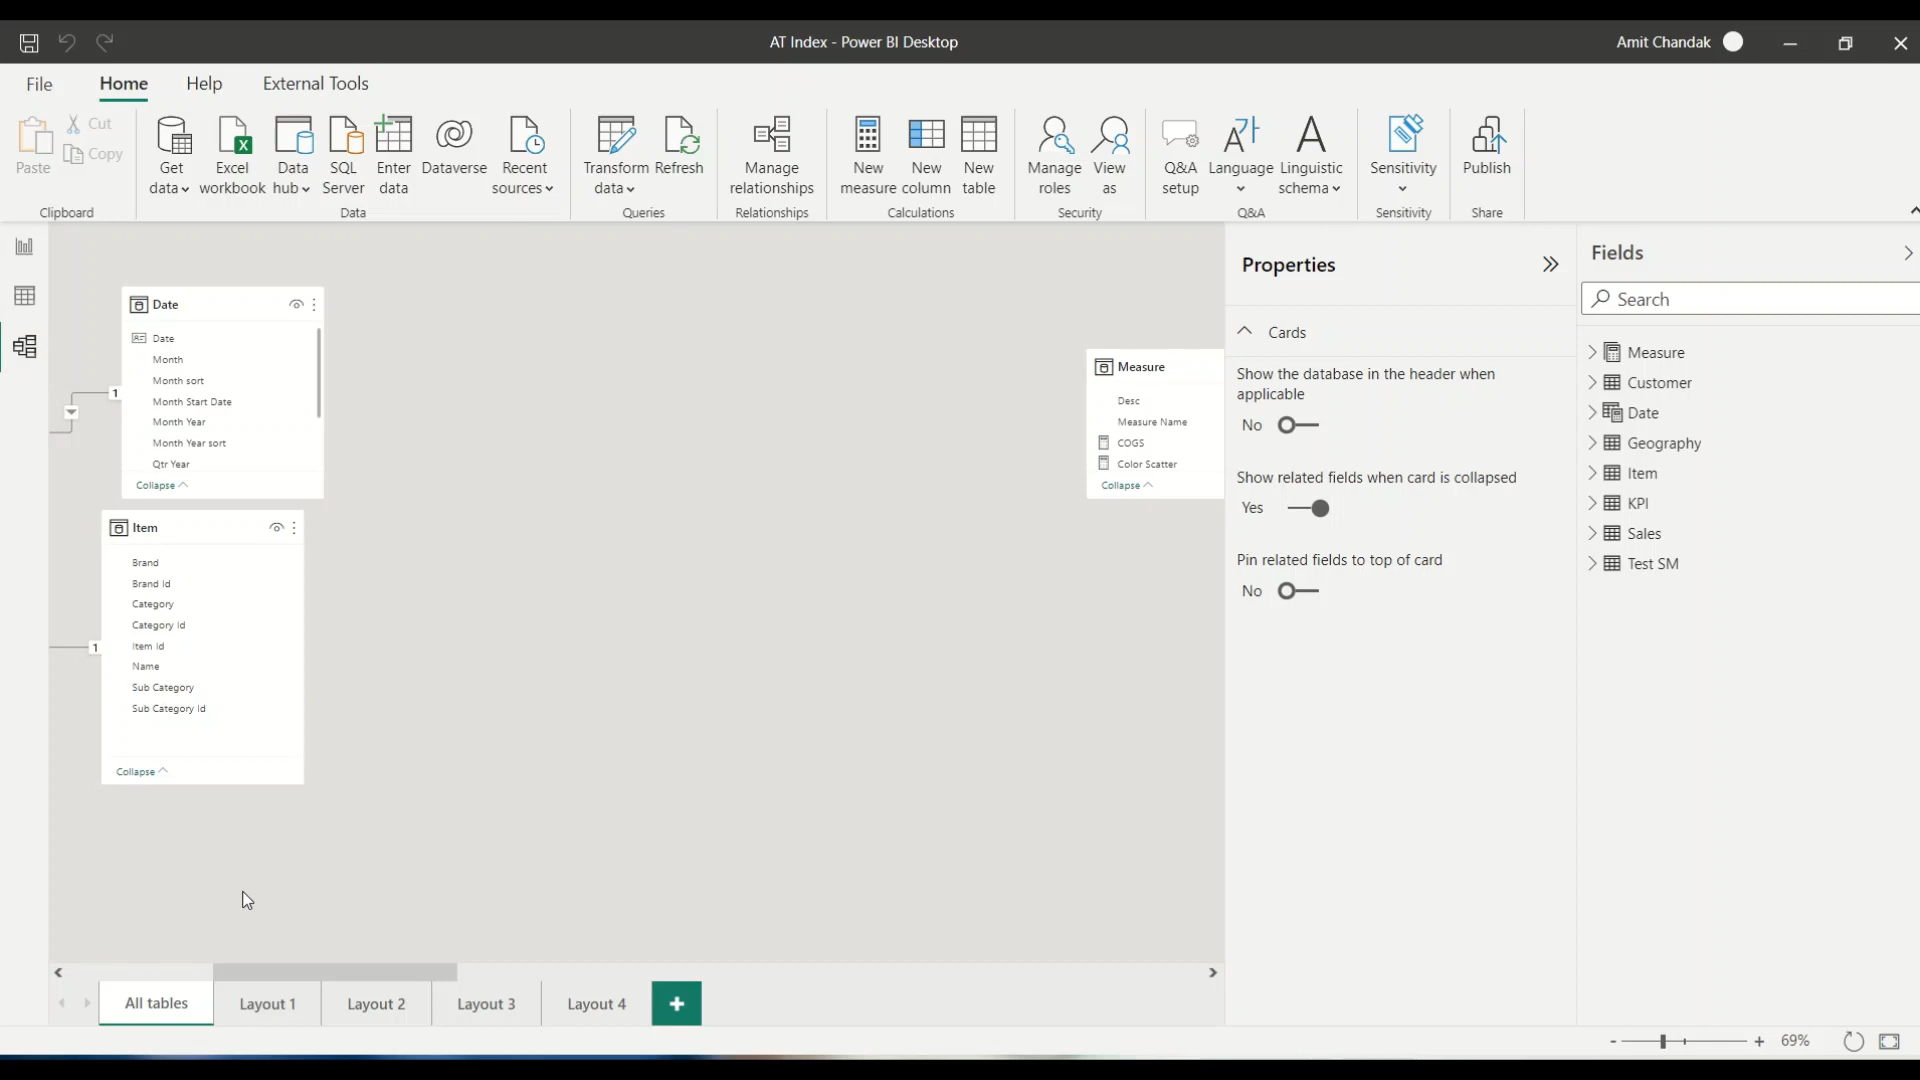 AT Index - Power BI Desktop
Amit Chandak
File
Home
Help
External Tools
Paste
Cut
Copy
Clipboard
Get
data
Excel
workbook
Data
hub
SQL
Server
Enter
data
Dataverse
Recent
sources
Data
Transform
data
Refresh
Queries
Manage
relationships
Relationships
New
measure
New
column
New
table
Calculations
Manage
roles
View
as
Security
Q&A
setup
Language
Linguistic
schema
Q&A
Sensitivity
Sensitivity
Publish
Share
Date
Date
Month
Month sort
Month Start Date
Month Year
Month Year sort
Qtr Year
Collapse
1
Item
Brand
Brand Id
Category
Category Id
Item Id
Name
Sub Category
Sub Category Id
Collapse
1
Measure
Desc
Measure Name
COGS
Color Scatter
Collapse
Properties
Cards
Show the database in the header when
applicable
No
Show related fields when card is collapsed
Yes
Pin related fields to top of card
No
Fields
Search
Measure
Customer
Date
Geography
Item
KPI
Sales
Test SM
All tables
Layout 1
Layout 2
Layout 3
Layout 4
+
- + 69%